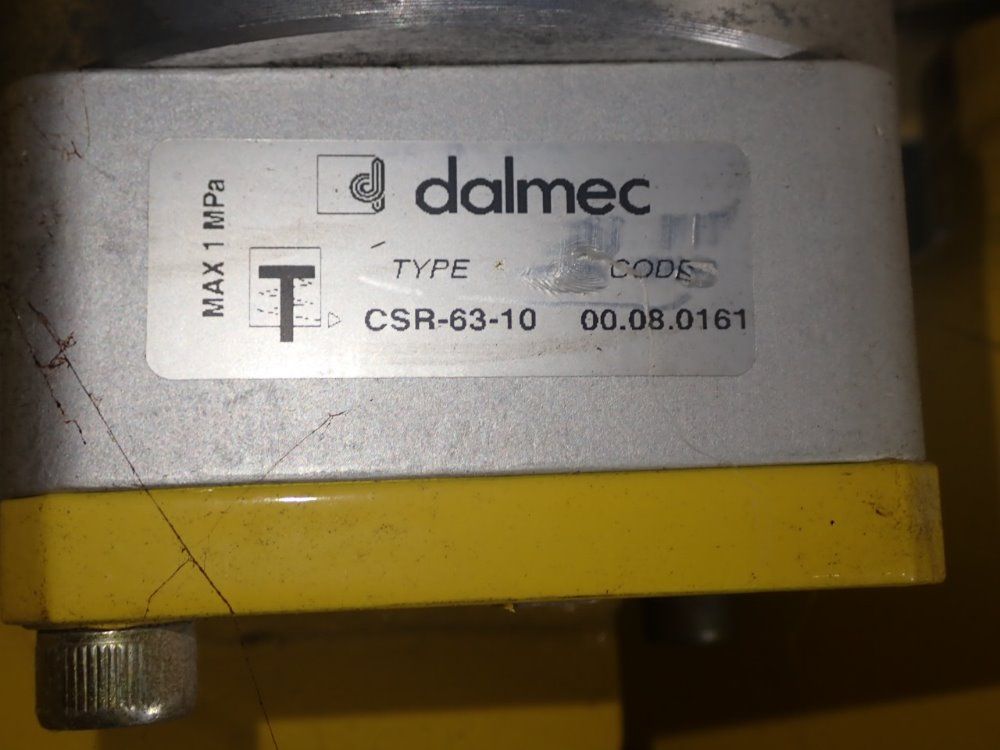 dalmec
MAX 1 MPa
TYPE CODE
T
CSR-63-10 00.08.0161